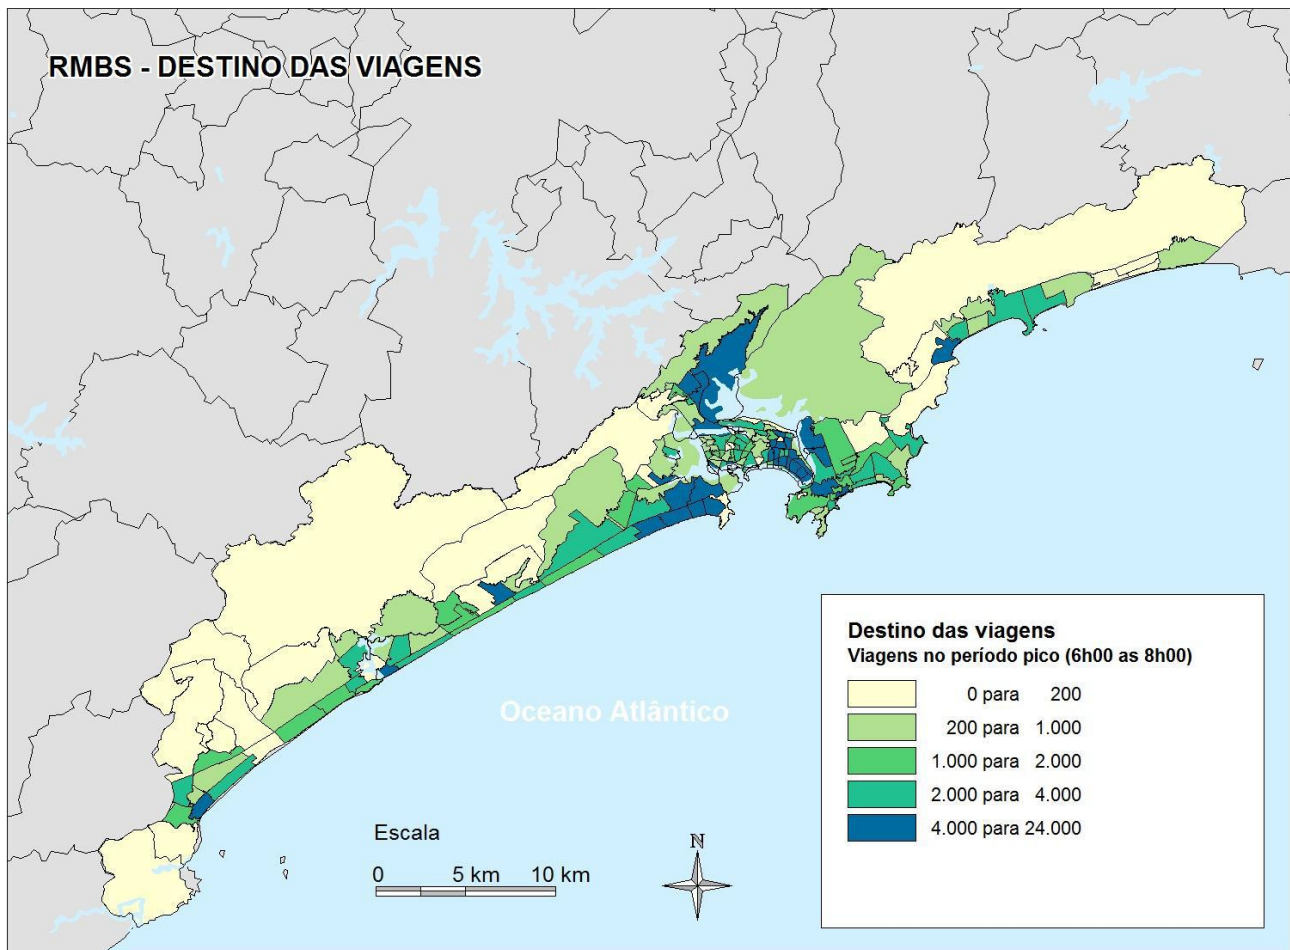 RMBS - DESTINO DAS VIAGENS
Oceano Atlântico
Destino das viagens
Viagens no período pico (6h00 as 8h00)
0 para 200
200 para 1.000
1.000 para 2.000
2.000 para 4.000
4.000 para 24.000
Escala
0 5 km 10 km
N